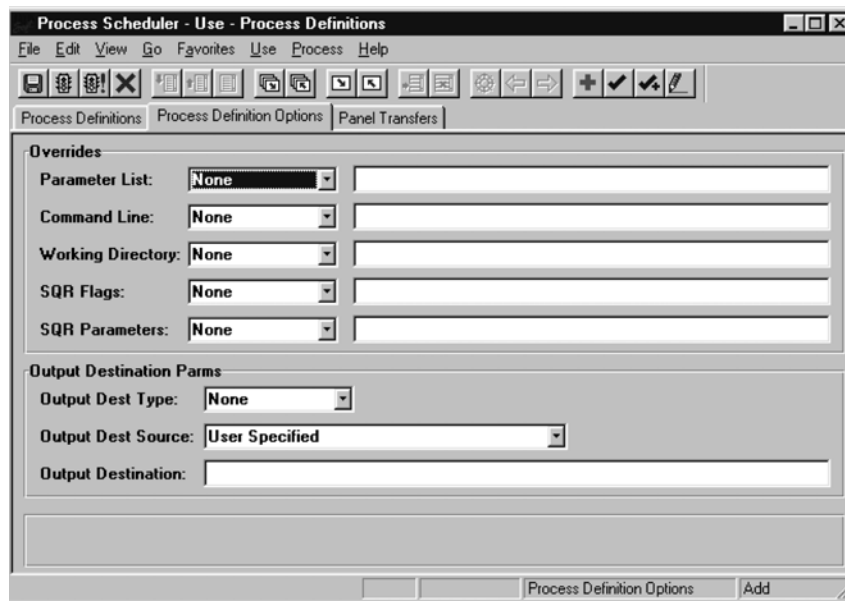 Process Scheduler - Use - Process Definitions
File Edit View Go Favorites Use Process Help
Process Definitions Process Definition Options Panel Transfers
Overrides
Parameter List: None
Command Line: None
Working Directory: None
SQR Flags: None
SQR Parameters: None
Output Destination Parms
Output Dest Type: None
Output Dest Source: User Specified
Output Destination:
Process Definition Options Add